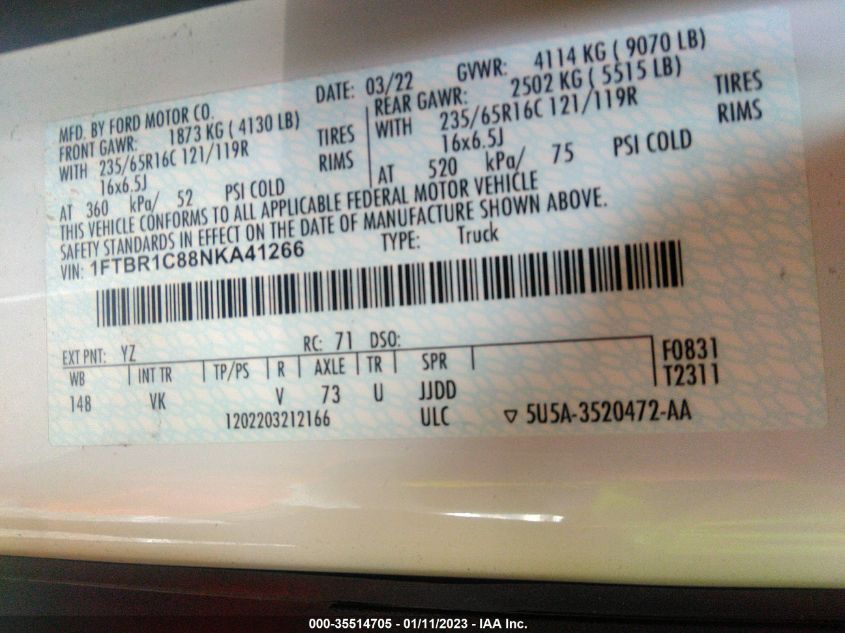 MFD. BY FORD MOTOR CO. DATE: 03/22 GVWR: 4114 KG ( 9070 LB)
FRONT GAWR: 1873 KG ( 4130 LB) REAR GAWR: 2502 KG ( 5515 LB)
WITH 235/65R16C 121/119R TIRES WITH 235/65R16C 121/119R TIRES
16x6.5J RIMS 16x6.5J RIMS
AT 360 kPa/ 52 PSI COLD AT 520 kPa/ 75 PSI COLD
THIS VEHICLE CONFORMS TO ALL APPLICABLE FEDERAL MOTOR VEHICLE
SAFETY STANDARDS IN EFFECT ON THE DATE OF MANUFACTURE SHOWN ABOVE.
VIN: 1FTBR1C88NKA41266 TYPE: Truck
EXT PNT: YZ RC: 71 DSO:
WB INT TR TP/PS R AXLE TR SPR F0831
148 VK V 73 U JJDD T2311
1202203212166 ULC ▽ 5U5A-3520472-AA
000-35514705 - 01/11/2023 - IAA Inc.